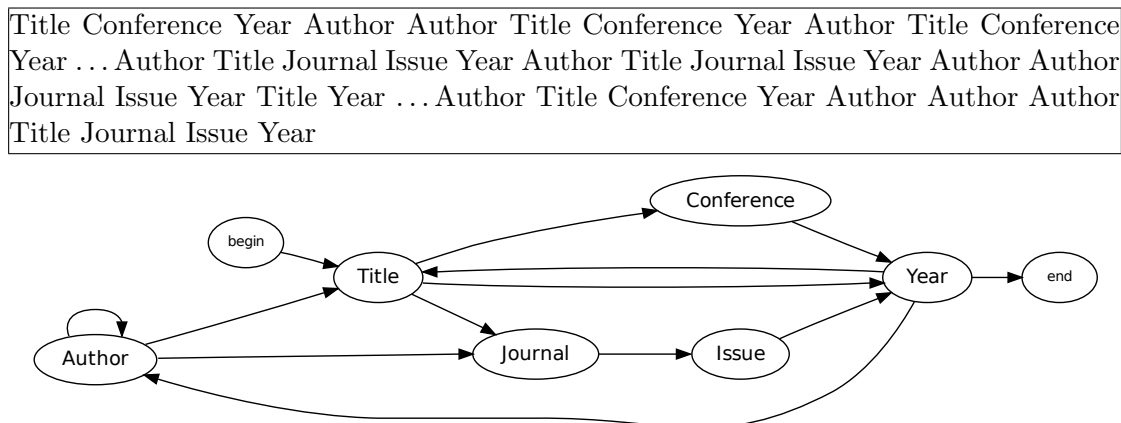 Title Conference Year Author Author Title Conference Year Author Title Conference
Year ... Author Title Journal Issue Year Author Title Journal Issue Year Author Author
Journal Issue Year Title Year ... Author Title Conference Year Author Author Author
Title Journal Issue Year
Conference
begin
Title
Year
end
Author
Journal
Issue